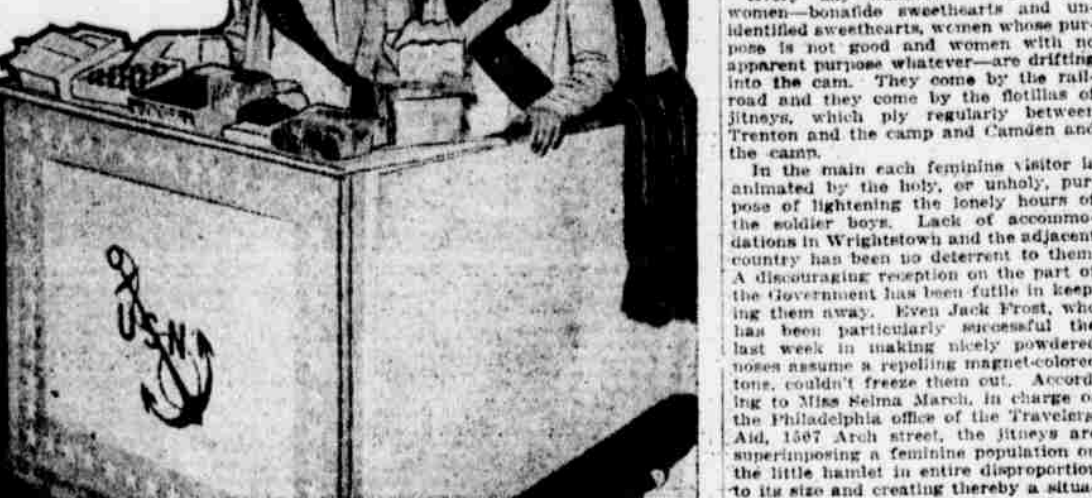 U.S.N.
women—bonafide sweethearts and un-
identified sweethearts, women whose pur-
pose is not good and women with no
apparent purpose whatever—are drifting
into the cam. They come by the rail-
road and they come by the flotillas of
jitneys, which ply regularly between
Trenton and the camp and Camden and
the camp.
In the main each feminine visitor is
animated by the holy, or unholy, pur-
pose of lightening the lonely hours of
the soldier boys. Lack of accommo-
dations in Wrightstown and the adjacent
country has been no deterrent to them.
A discouraging reception on the part of
the Government has been futile in keep-
ing them away. Even Jack Frost, who
has been particularly successful the
last week in making nicely powdered
noses assume a repelling magnet-colored
tone, couldn't freeze them out. Accord-
ing to Miss Selma March, in charge of
the Philadelphia office of the Travelers
Aid, 1507 Arch street, the jitneys are
superimposing a feminine population on
the little hamlet in entire disproportion
to its size and creating thereby a situa-